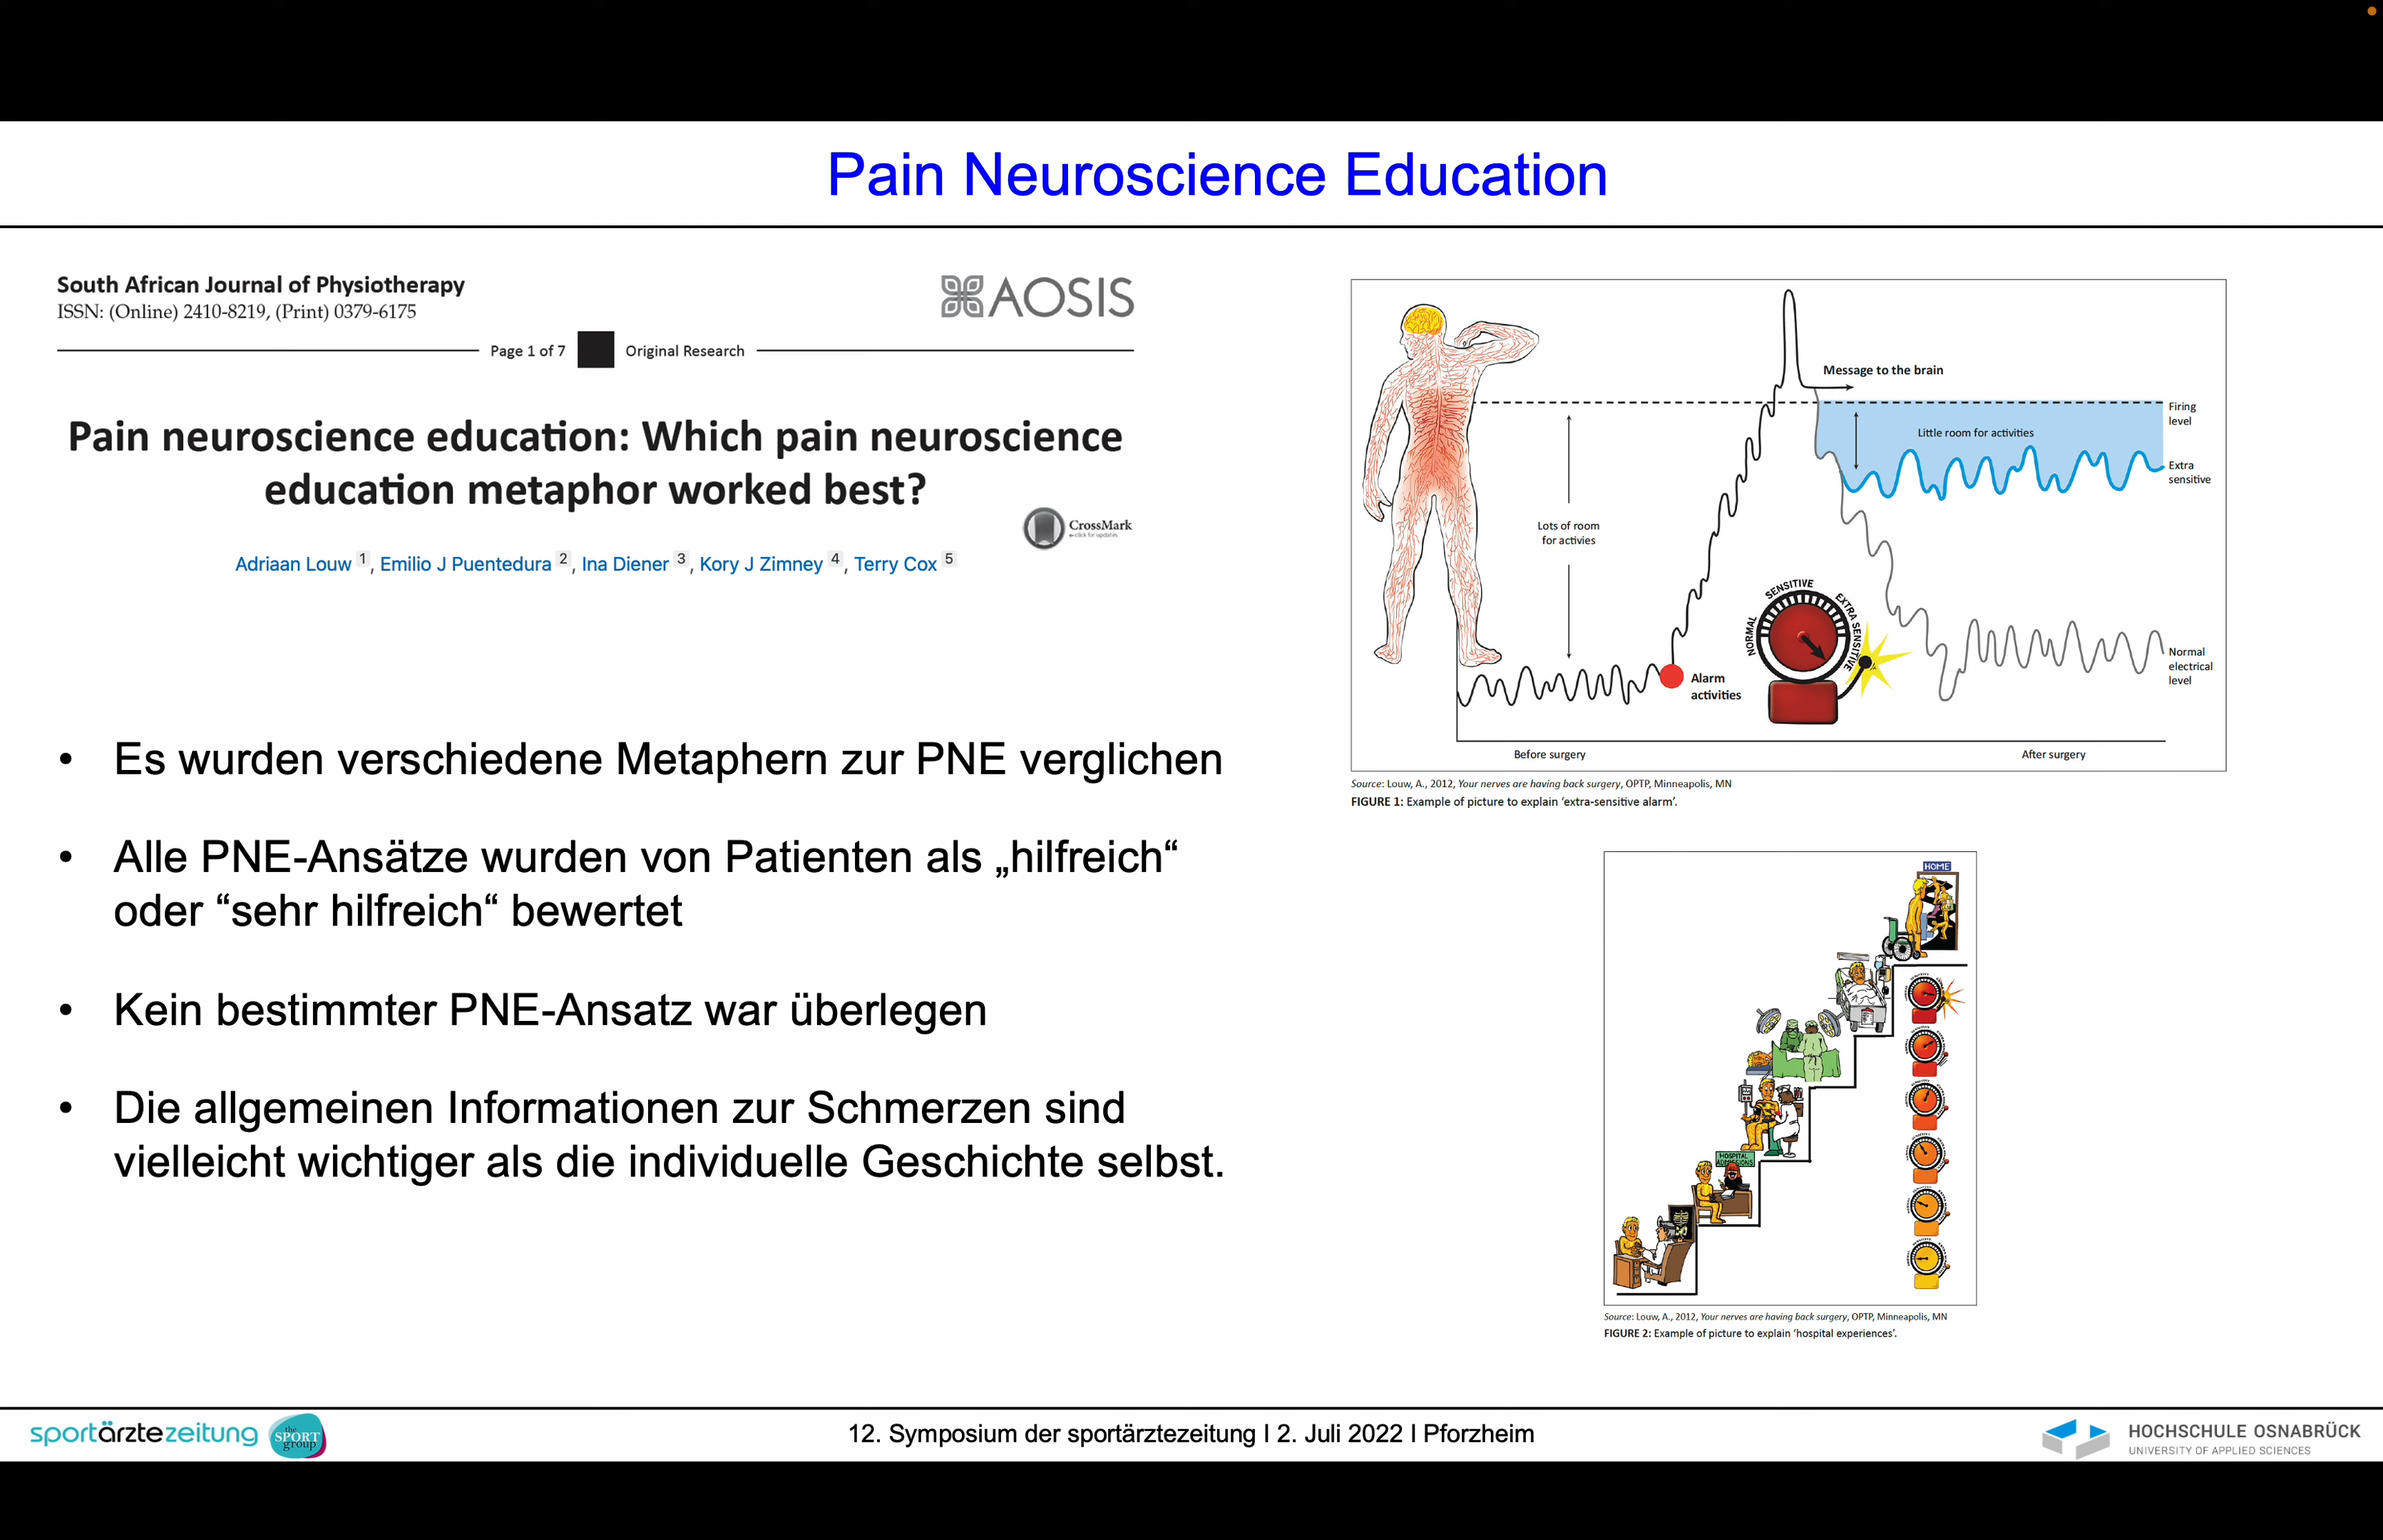 Pain Neuroscience Education
South African Journal of Physiotherapy
ISSN: (Online) 2410-8219, (Print) 0379-6175
AOSIS
Page 1 of 7
Original Research
Pain neuroscience education: Which pain neuroscience
education metaphor worked best?
CrossMark
click for updates
Adriaan Louw 1, Emilio J Puentedura 2, Ina Diener 3, Kory J Zimney 4, Terry Cox 5
• Es wurden verschiedene Metaphern zur PNE verglichen
• Alle PNE-Ansätze wurden von Patienten als „hilfreich“
oder “sehr hilfreich“ bewertet
• Kein bestimmter PNE-Ansatz war überlegen
• Die allgemeinen Informationen zur Schmerzen sind
vielleicht wichtiger als die individuelle Geschichte selbst.
Message to the brain
Firing
level
Little room for activities
Extra
sensitive
Lots of room
for activies
NORMAL
SENSITIVE
EXTRA SENSITIVE
Alarm
activities
Normal
electrical
level
Before surgery
After surgery
Source: Louw, A., 2012, Your nerves are having back surgery, OPTP, Minneapolis, MN
FIGURE 1: Example of picture to explain ‘extra-sensitive alarm’.
HOME
HOSPITAL
ADMISSIONS
Source: Louw, A., 2012, Your nerves are having back surgery, OPTP, Minneapolis, MN
FIGURE 2: Example of picture to explain ‘hospital experiences’.
sportärztezeitung
the
SPORT
group
12. Symposium der sportärztezeitung I 2. Juli 2022 I Pforzheim
HOCHSCHULE OSNABRÜCK
UNIVERSITY OF APPLIED SCIENCES